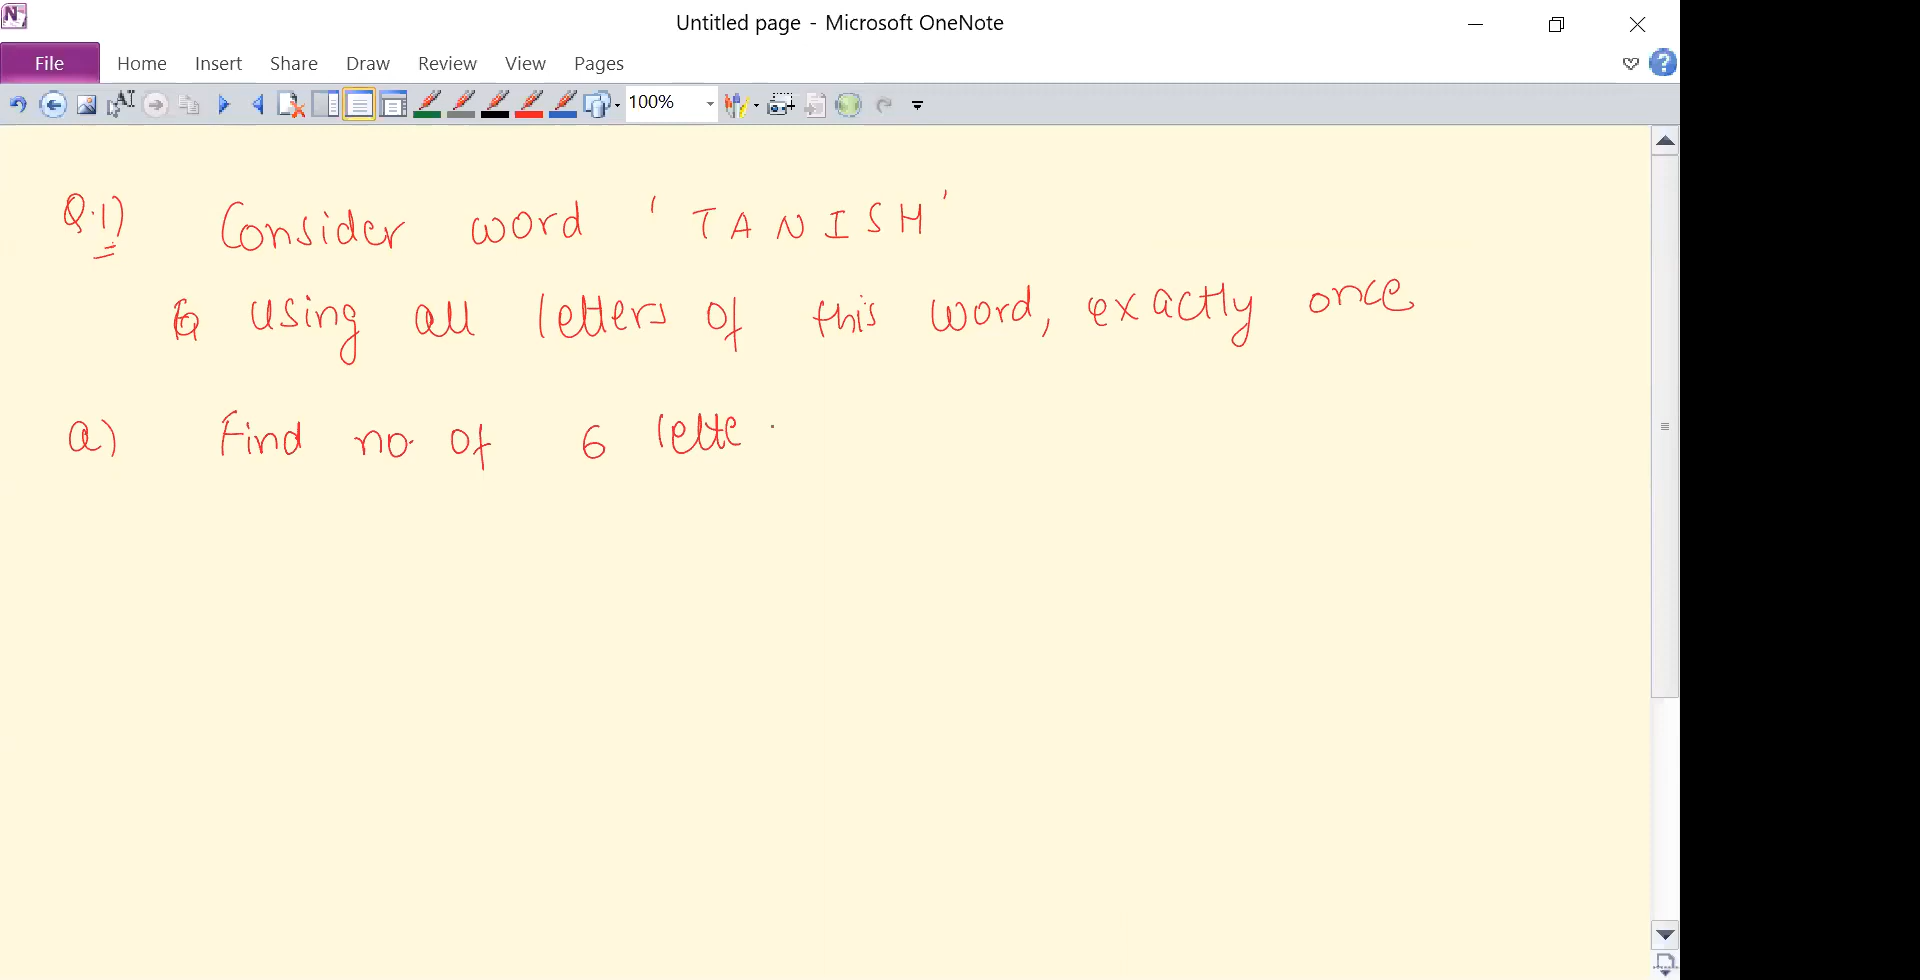 Untitled page - Microsoft OneNote
File Home Insert Share Draw Review View Pages
100%
Q.1) Consider word 'TANISH'
using all letters of this word, exactly once
a) Find no. of 6 lette